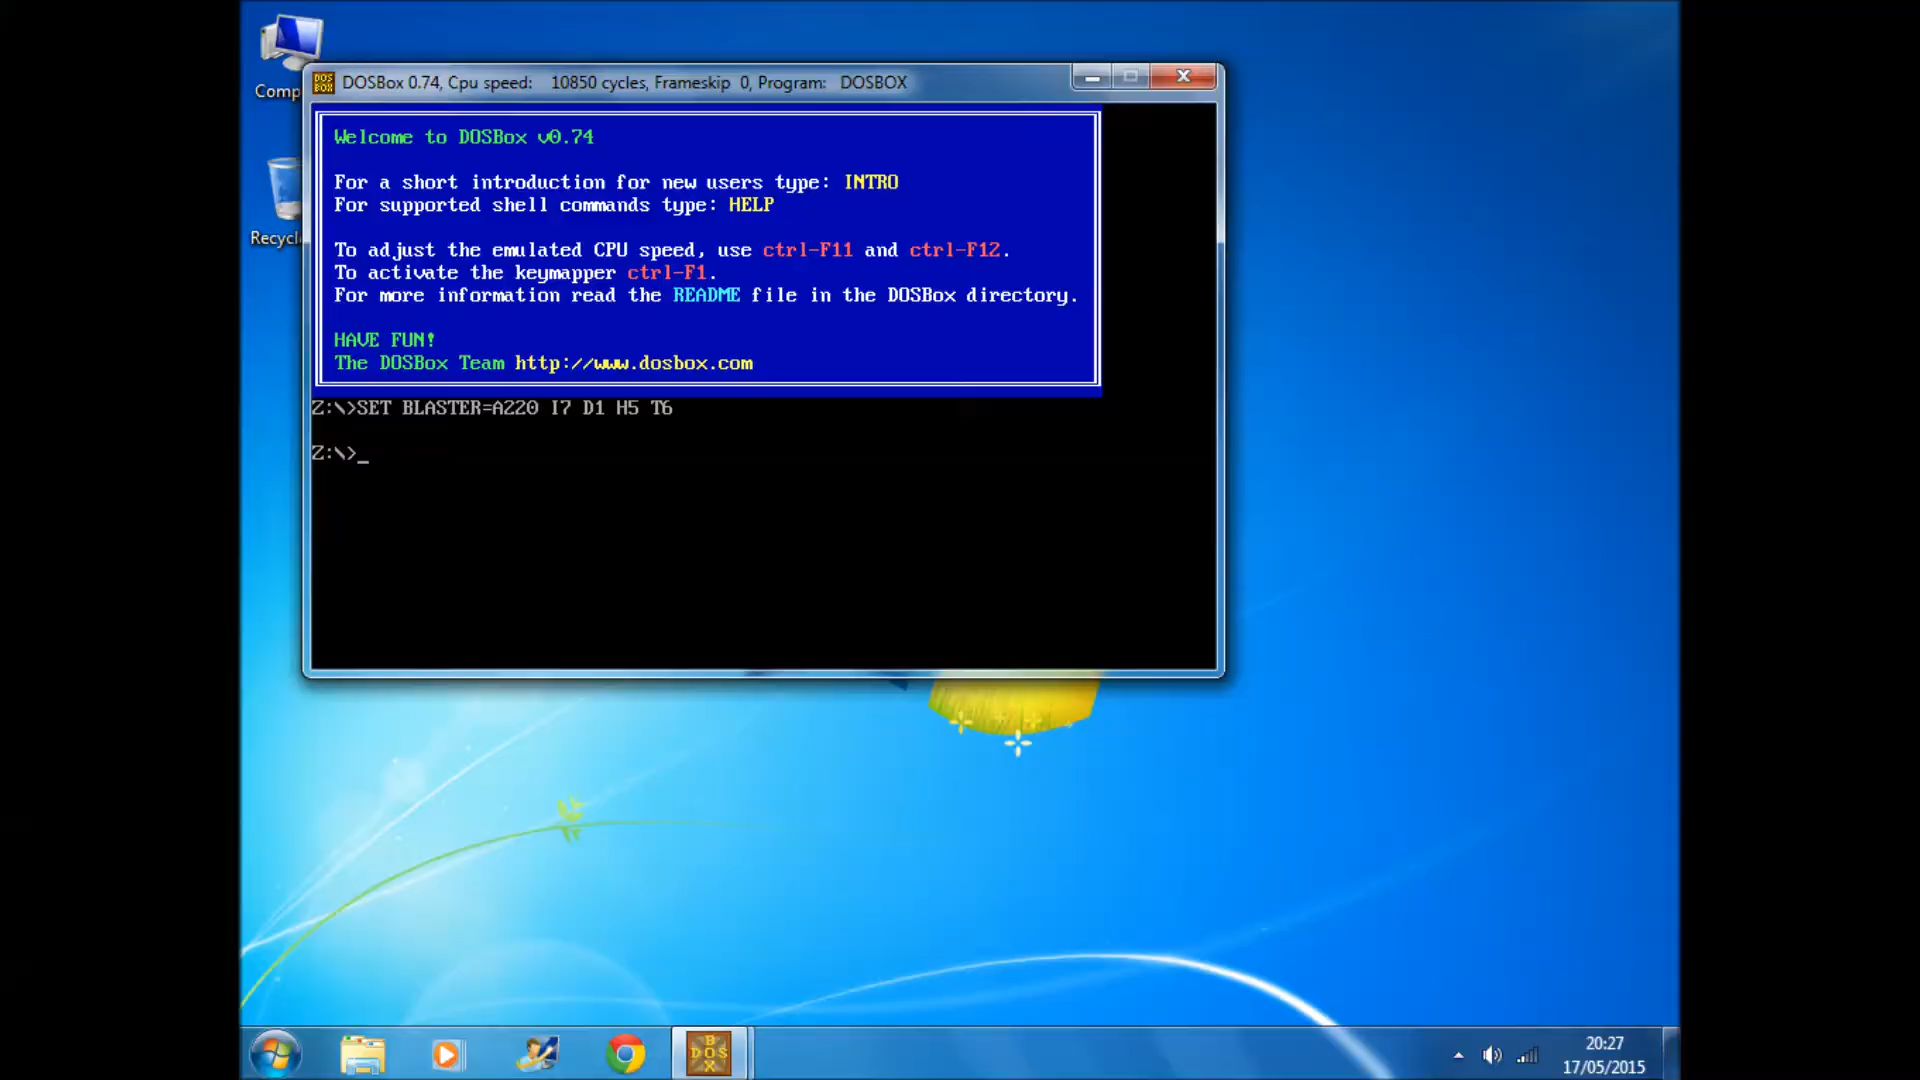 Comp
DOSBox 0.74, Cpu speed: 10850 cycles, Frameskip 0, Program: DOSBOX
Recycl
Welcome to DOSBox v0.74
For a short introduction for new users type: INTRO
For supported shell commands type: HELP
To adjust the emulated CPU speed, use ctrl-F11 and ctrl-F12.
To activate the keymapper ctrl-F1.
For more information read the README file in the DOSBox directory.
HAVE FUN!
The DOSBox Team http://www.dosbox.com
Z:\>SET BLASTER=A220 I7 D1 H5 T6
Z:\>_
DOS BOX
20:27
17/05/2015